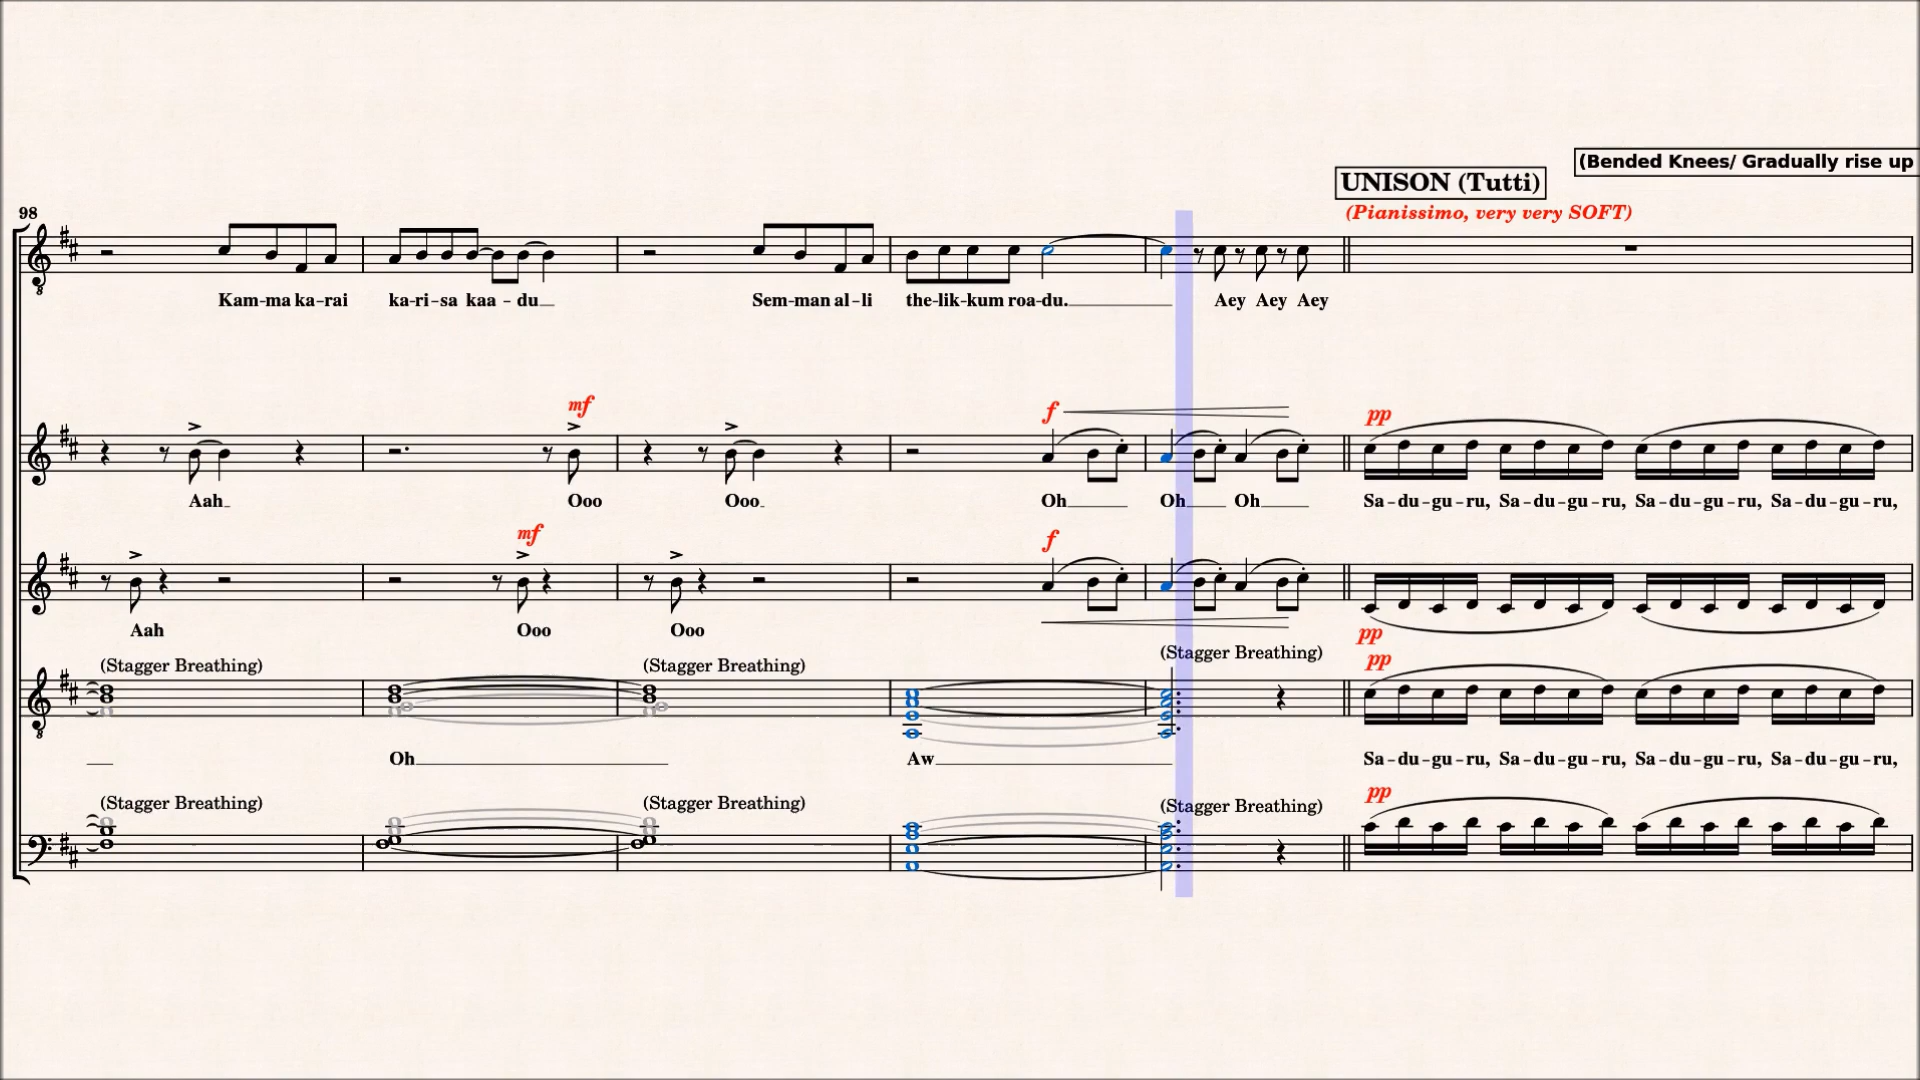 (Bended Knees/ Gradually rise up
UNISON (Tutti)
(Pianissimo, very very SOFT)
98
8
Kam-ma ka-rai ka-ri-sa kaa-du Sem-man al-li the-lik-kum roa-du. Aey Aey Aey
mf f pp
Aah Ooo Ooo Oh Oh Oh Sa-du-gu-ru, Sa-du-gu-ru, Sa-du-gu-ru, Sa-du-gu-ru,
mf f
Aah Ooo Ooo
pp
(Stagger Breathing) (Stagger Breathing) (Stagger Breathing) pp
8
Oh Aw Sa-du-gu-ru, Sa-du-gu-ru, Sa-du-gu-ru, Sa-du-gu-ru,
(Stagger Breathing) (Stagger Breathing) (Stagger Breathing) pp